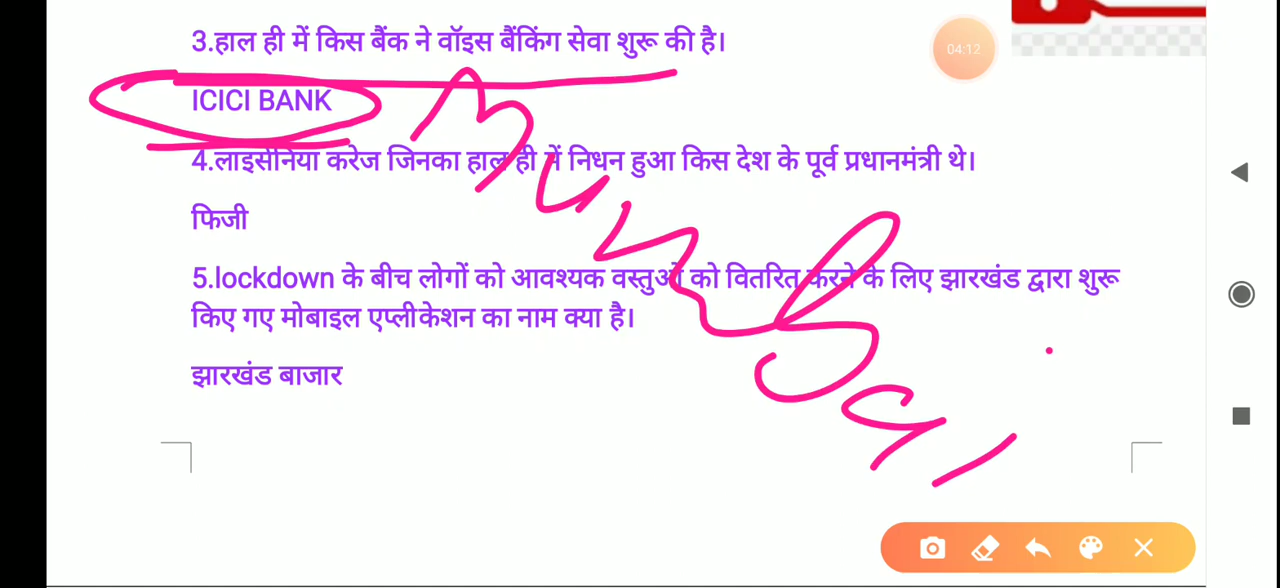 3.हाल ही में किस बैंक ने वॉइस बैंकिंग सेवा शुरू की है।
04:12
ICICI BANK
4.लाइसेनिया करेज जिनका हाल ही में निधन हुआ किस देश के पूर्व प्रधानमंत्री थे।
फिजी
5.lockdown के बीच लोगों को आवश्यक वस्तुओं को वितरित करने के लिए झारखंड द्वारा शुरू
किए गए मोबाइल एप्लीकेशन का नाम क्या है।
झारखंड बाजार
Mumbai